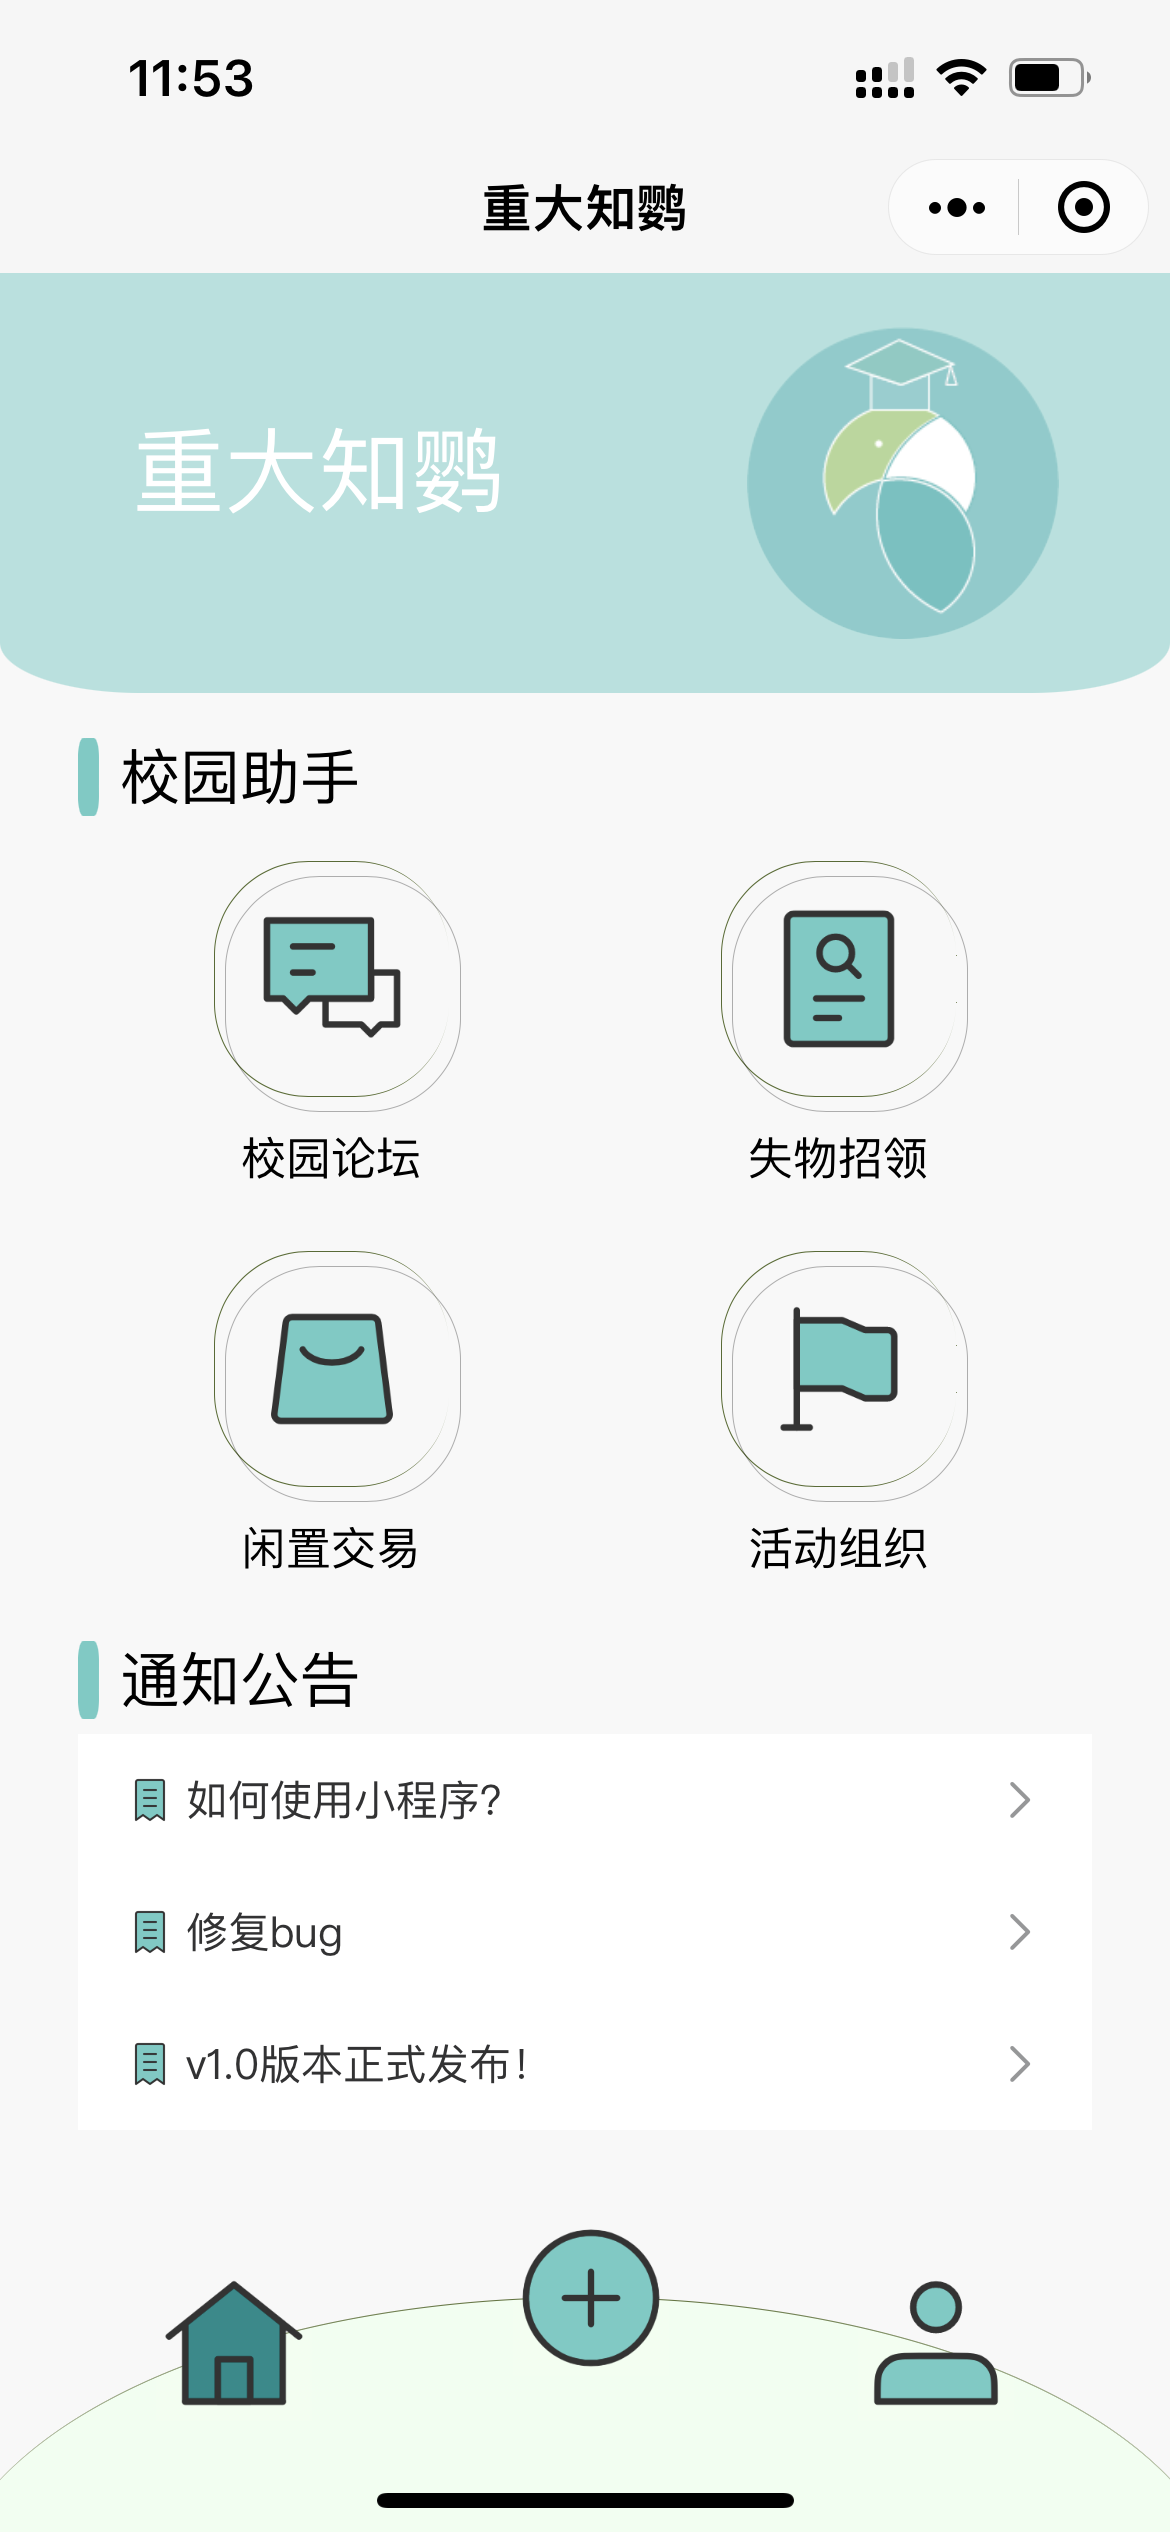 11:53
重大知鹦
重大知鹦
校园助手
校园论坛
失物招领
闲置交易
活动组织
通知公告
如何使用小程序?
修复bug
v1.0版本正式发布!